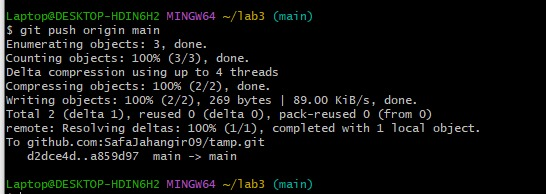 Laptop@DESKTOP-HDIN6H2 MINGW64 ~/lab3 (main)
$ git push origin main
Enumerating objects: 3, done.
Counting objects: 100% (3/3), done.
Delta compression using up to 4 threads
Compressing objects: 100% (2/2), done.
Writing objects: 100% (2/2), 269 bytes | 89.00 KiB/s, done.
Total 2 (delta 1), reused 0 (delta 0), pack-reused 0 (from 0)
remote: Resolving deltas: 100% (1/1), completed with 1 local object.
To github.com:SafaJahangir09/tamp.git
   d2dce4d..a859d97  main -> main

Laptop@DESKTOP-HDIN6H2 MINGW64 ~/lab3 (main)